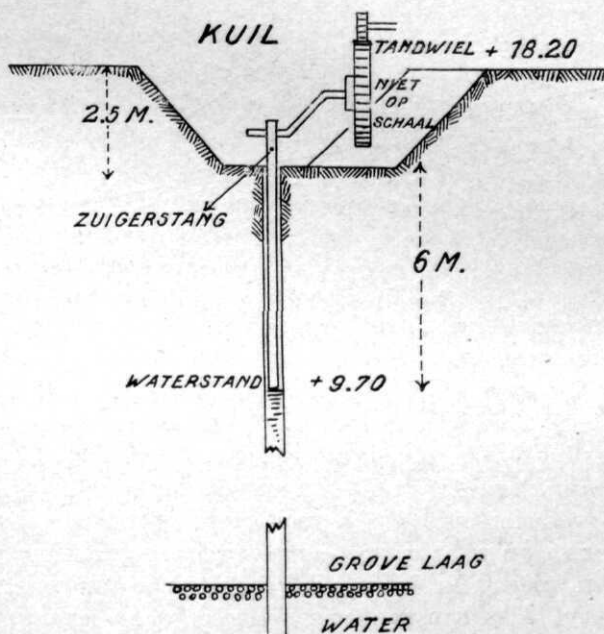 KUIL
TANDWIEL + 18.20
NIET
OP
SCHAAL
2.5 M.
ZUIGERSTANG
6 M.
WATERSTAND + 9.70
GROVE LAAG
WATER